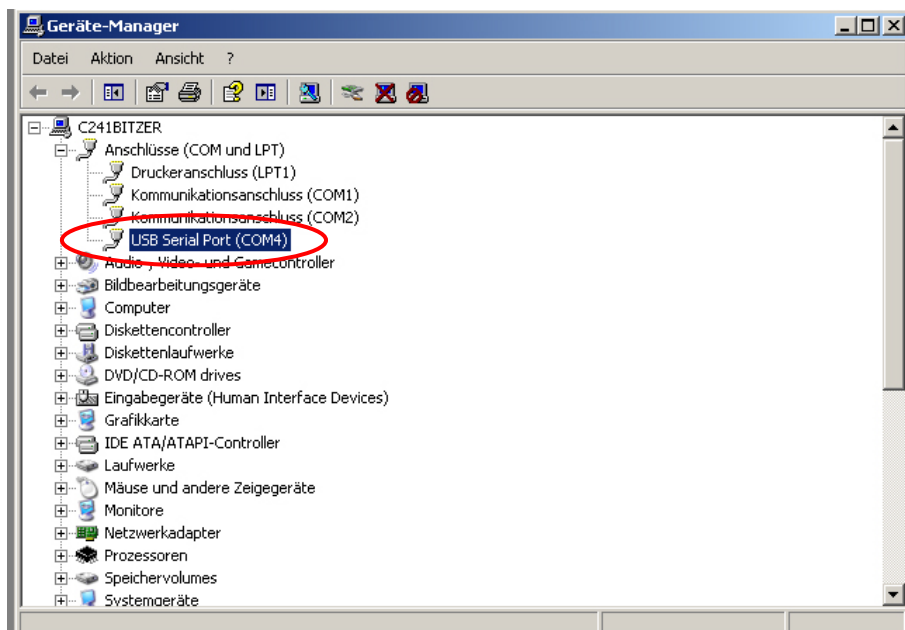 Geräte-Manager
Datei Aktion Ansicht ?
C241BITZER
Anschlüsse (COM und LPT)
Druckeranschluss (LPT1)
Kommunikationsanschluss (COM1)
Kommunikationsanschluss (COM2)
USB Serial Port (COM4)
Audio-, Video- und Gamecontroller
Bildbearbeitungsgeräte
Computer
Diskettencontroller
Diskettenlaufwerke
DVD/CD-ROM drives
Eingabegeräte (Human Interface Devices)
Grafikkarte
IDE ATA/ATAPI-Controller
Laufwerke
Mäuse und andere Zeigegeräte
Monitore
Netzwerkadapter
Prozessoren
Speichervolumes
Systemgeräte